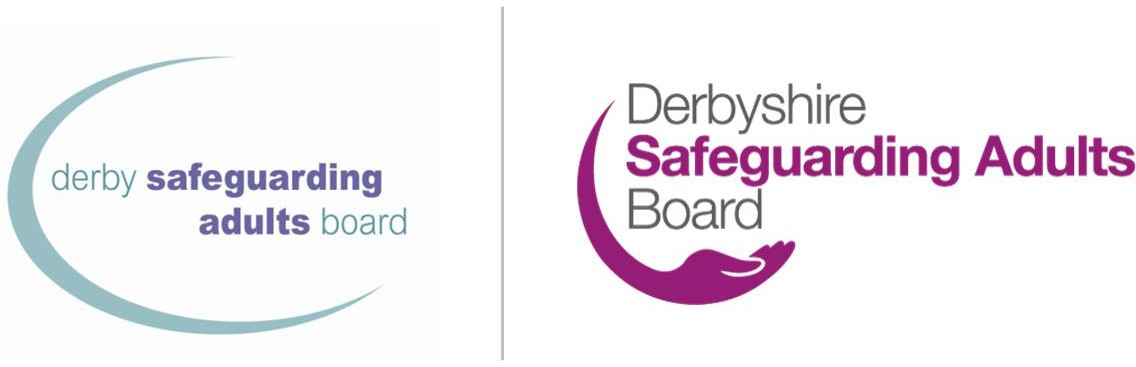 derby safeguarding
adults board
Derbyshire
Safeguarding Adults
Board